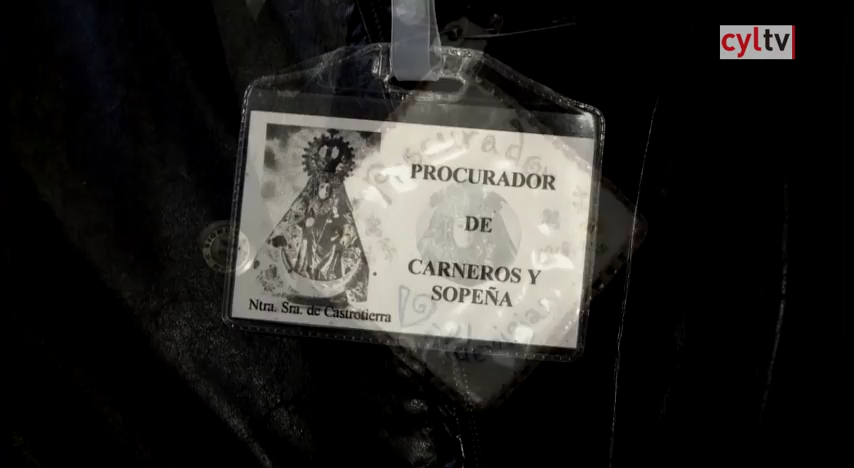 cyltv
PROCURADOR
DE
CARNEROS Y
SOPEÑA
Ntra. Sra. de Castrotierra